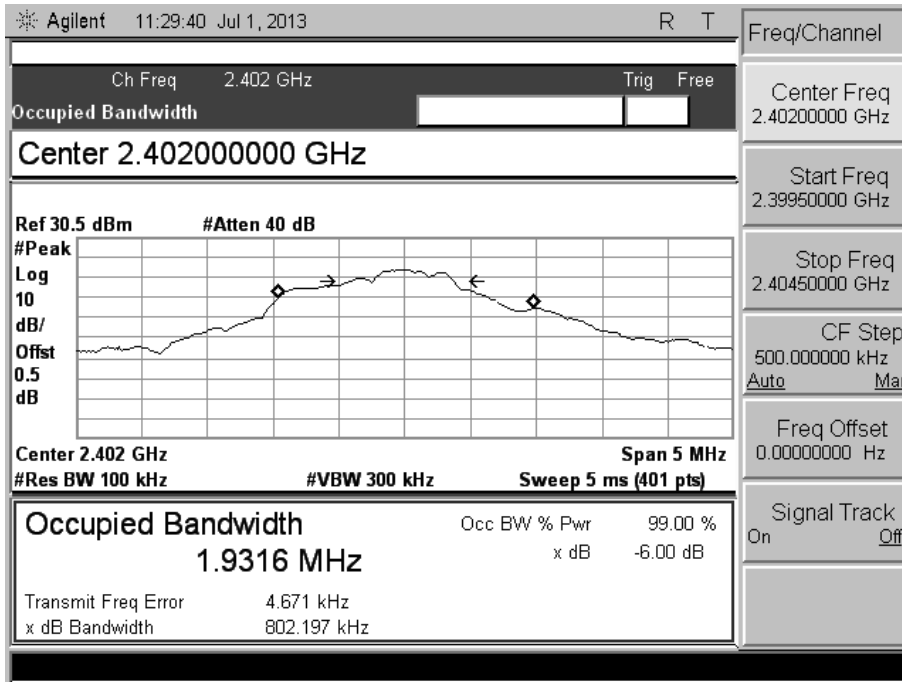 Agilent 11:29:40 Jul 1, 2013 R T
Freq/Channel
Ch Freq 2.402 GHz Trig Free
Occupied Bandwidth
Center 2.402000000 GHz
Center Freq
2.40200000 GHz
Start Freq
2.39950000 GHz
Stop Freq
2.40450000 GHz
CF Step
500.000000 kHz
Auto Mar
Freq Offset
0.00000000 Hz
Signal Track
On Off
Ref 30.5 dBm #Atten 40 dB
#Peak
Log
10
dB/
Offst
0.5
dB
Center 2.402 GHz Span 5 MHz
#Res BW 100 kHz #VBW 300 kHz Sweep 5 ms (401 pts)
Occupied Bandwidth Occ BW % Pwr 99.00 %
1.9316 MHz x dB -6.00 dB
Transmit Freq Error 4.671 kHz
x dB Bandwidth 802.197 kHz